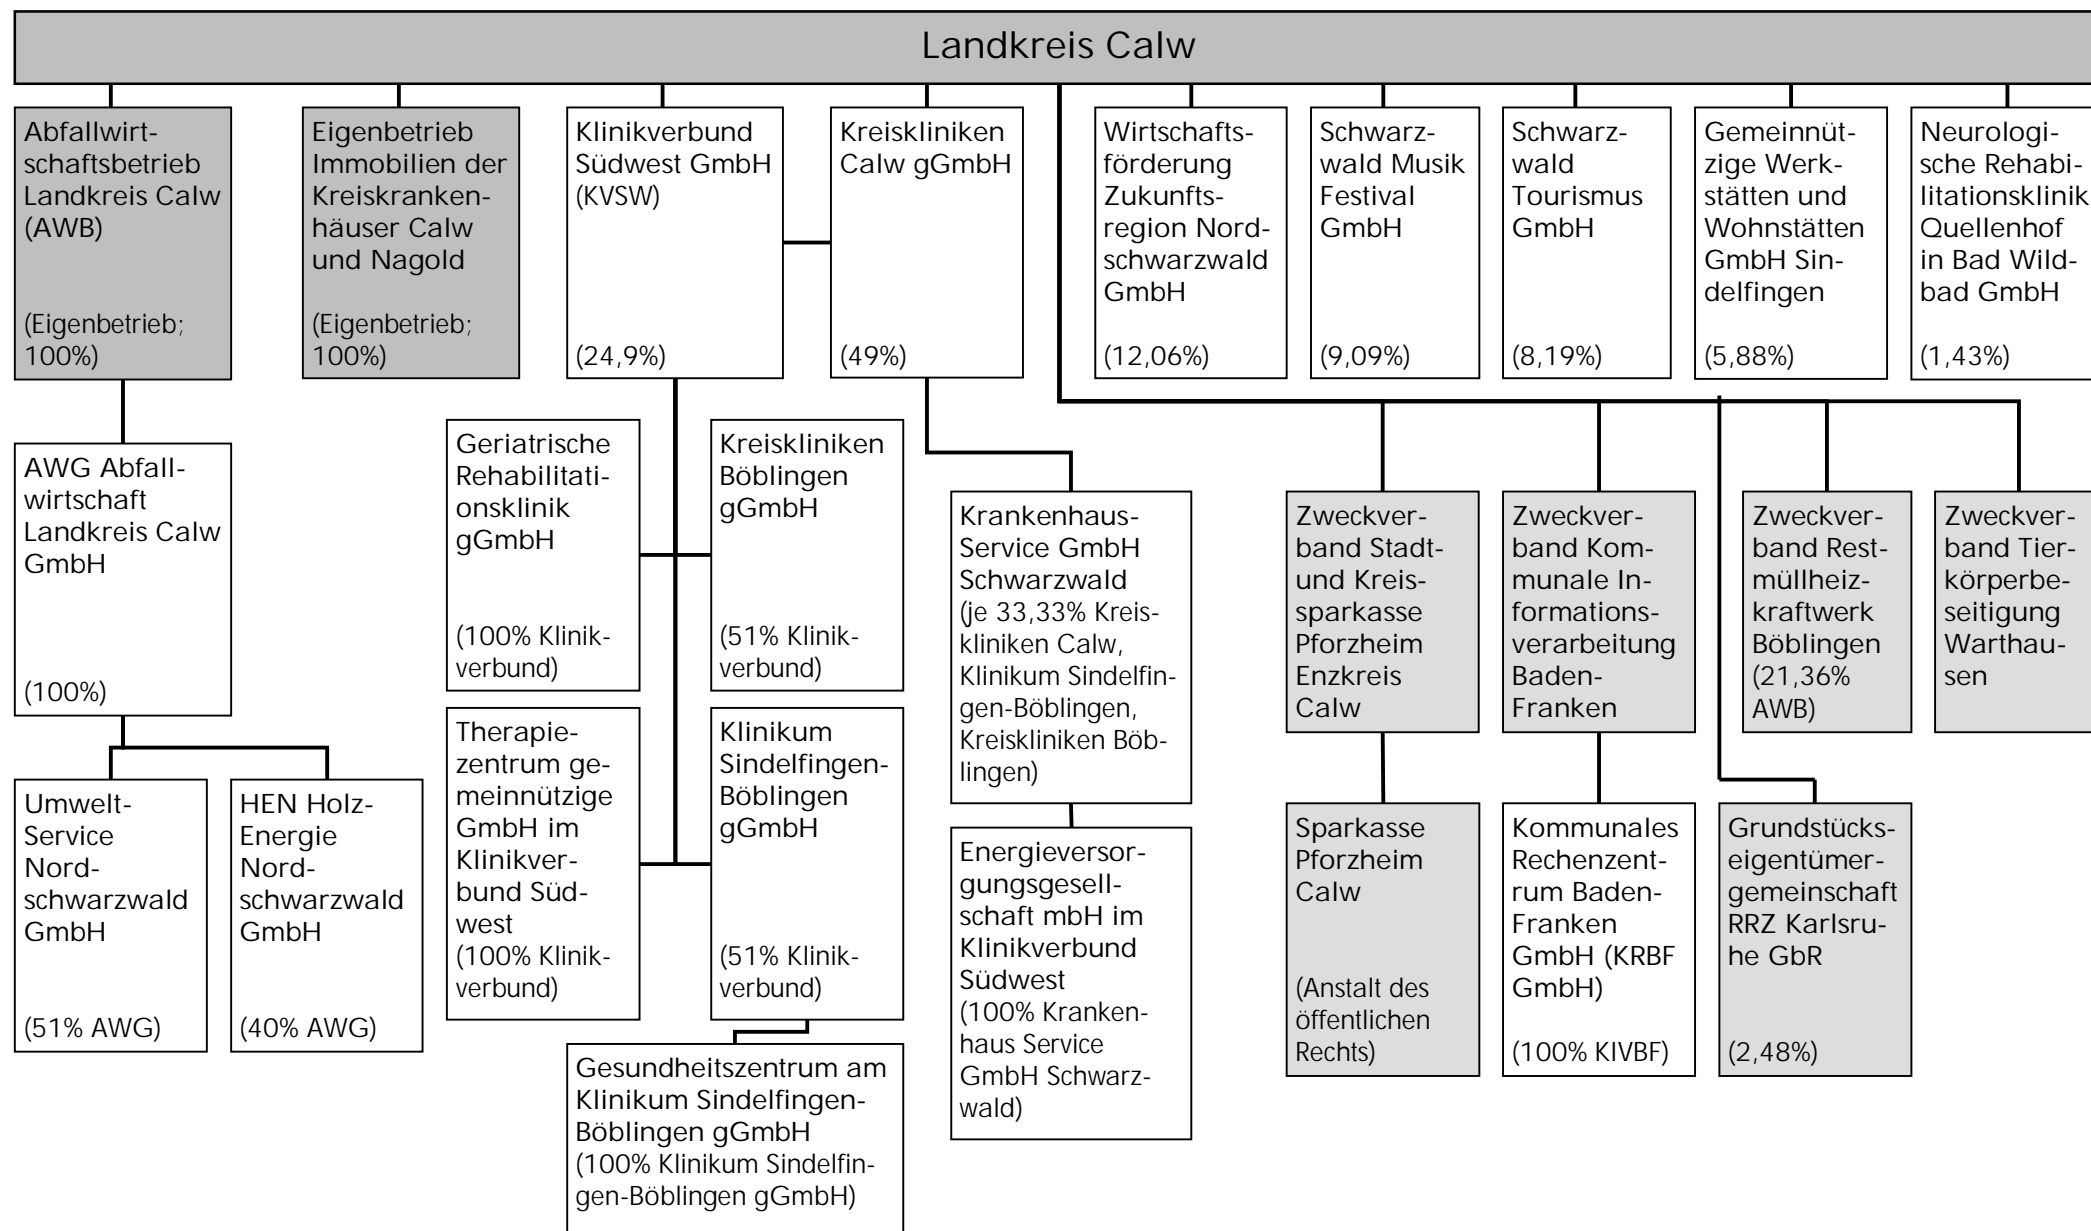 Landkreis Calw
Abfallwirt-
schaftsbetrieb
Landkreis Calw
(AWB)
(Eigenbetrieb;
100%)
Eigenbetrieb
Immobilien der
Kreiskranken-
häuser Calw
und Nagold
(Eigenbetrieb;
100%)
Klinikverbund
Südwest GmbH
(KVSW)
(24,9%)
Kreiskliniken
Calw gGmbH
(49%)
Wirtschafts-
förderung
Zukunfts-
region Nord-
schwarzwald
GmbH
(12,06%)
Schwarz-
wald Musik
Festival
GmbH
(9,09%)
Schwarz-
wald
Tourismus
GmbH
(8,19%)
Gemeinnüt-
zige Werk-
stätten und
Wohnstätten
GmbH Sin-
delfingen
(5,88%)
Neurologi-
sche Rehabi-
litationsklinik
Quellenhof
in Bad Wild-
bad GmbH
(1,43%)
AWG Abfall-
wirtschaft
Landkreis Calw
GmbH
(100%)
Geriatrische
Rehabilitati-
onsklinik
gGmbH
(100% Klinik-
verbund)
Kreiskliniken
Böblingen
gGmbH
(51% Klinik-
verbund)
Krankenhaus-
Service GmbH
Schwarzwald
(je 33,33% Kreis-
kliniken Calw,
Klinikum Sindelfin-
gen-Böblingen,
Kreiskliniken Böb-
lingen)
Zweckver-
band Stadt-
und Kreis-
sparkasse
Pforzheim
Enzkreis
Calw
Zweckver-
band Kom-
munale In-
formations-
verarbeitung
Baden-
Franken
Zweckver-
band Rest-
müllheiz-
kraftwerk
Böblingen
(21,36%
AWB)
Zweckver-
band Tier-
körperbe-
seitigung
Warthau-
sen
Umwelt-
Service
Nord-
schwarzwald
GmbH
(51% AWG)
HEN Holz-
Energie
Nord-
schwarzwald
GmbH
(40% AWG)
Therapie-
zentrum ge-
meinnützige
GmbH im
Klinikver-
bund Süd-
west
(100% Klinik-
verbund)
Klinikum
Sindelfingen-
Böblingen
gGmbH
(51% Klinik-
verbund)
Energieversor-
gungsgesell-
schaft mbH im
Klinikverbund
Südwest
(100% Kranken-
haus Service
GmbH Schwarz-
wald)
Sparkasse
Pforzheim
Calw
(Anstalt des
öffentlichen
Rechts)
Kommunales
Rechenzent-
rum Baden-
Franken
GmbH (KRBF
GmbH)
(100% KIVBF)
Grundstücks-
eigentümer-
gemeinschaft
RRZ Karlsru-
he GbR
(2,48%)
Gesundheitszentrum am
Klinikum Sindelfingen-
Böblingen gGmbH
(100% Klinikum Sindelfin-
gen-Böblingen gGmbH)